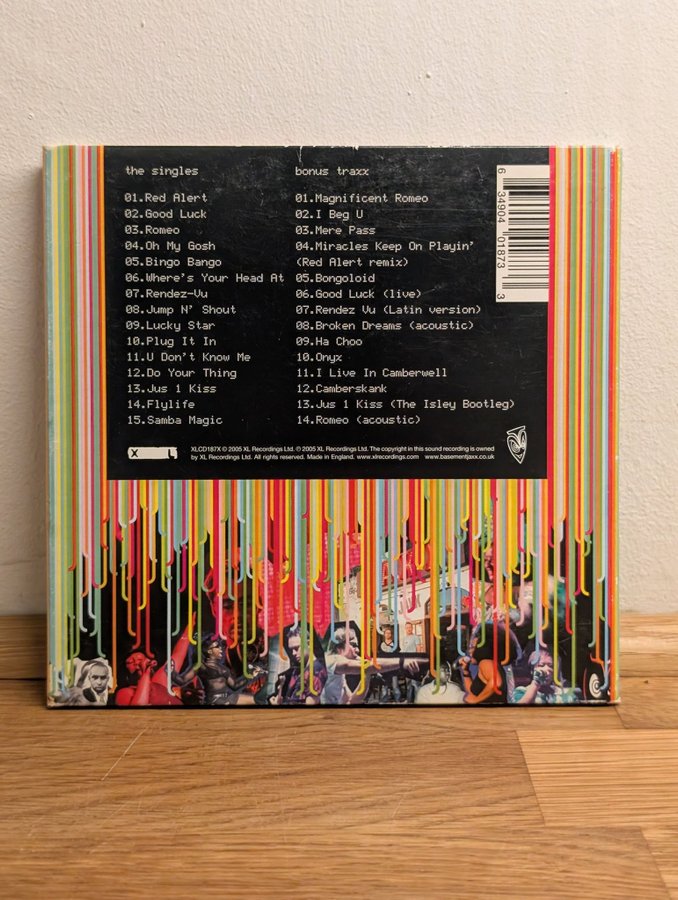 the singles
01.Red Alert
02.Good Luck
03.Romeo
04.Oh My Gosh
05.Bingo Bango
06.Where's Your Head At
07.Rendez-Vu
08.Jump N' Shout
09.Lucky Star
10.Plug It In
11.U Don't Know Me
12.Do Your Thing
13.Jus 1 Kiss
14.Flylife
15.Samba Magic
bonus traxx
01.Magnificent Romeo
02.I Beg U
03.Mere Pass
04.Miracles Keep On Playin'
(Red Alert remix)
05.Bongoloid
06.Good Luck (live)
07.Rendez Vu (Latin version)
08.Broken Dreams (acoustic)
09.Ha Choo
10.Onyx
11.I Live In Camberwell
12.Camberskank
13.Jus 1 Kiss (The Isley Bootleg)
14.Romeo (acoustic)
6 34904 01873 3
X L
XLCD187X © 2005 XL Recordings Ltd. ℗ 2005 XL Recordings Ltd. The copyright in this sound recording is owned
by XL Recordings Ltd. All rights reserved. Made in England. www.xlrecordings.com www.basementjaxx.co.uk